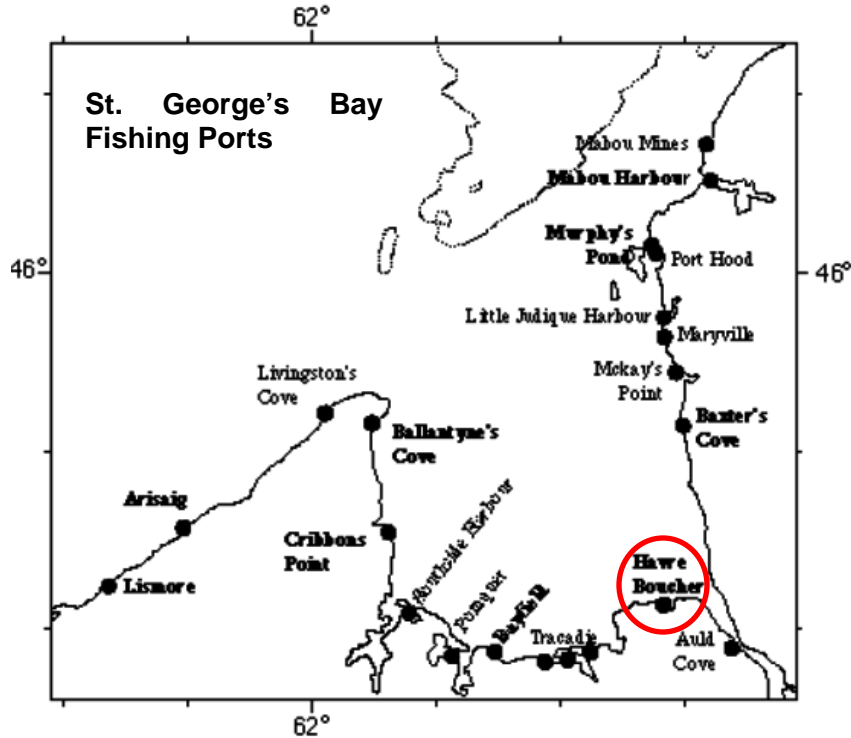 62°
St. George's Bay
Fishing Ports
Mabou Mines
Mabou Harbour
Murphy's
Pond
Port Hood
46°
46°
Little Judique Harbour
Maryville
Livingston's
Cove
Mckay's
Point
Ballantyne's
Cove
Baxter's
Cove
Arisaig
Cribbons
Point
Southside Harbour
Havre
Boucher
Lismore
Pomquet
Bayfield
Tracadie
Auld
Cove
62°